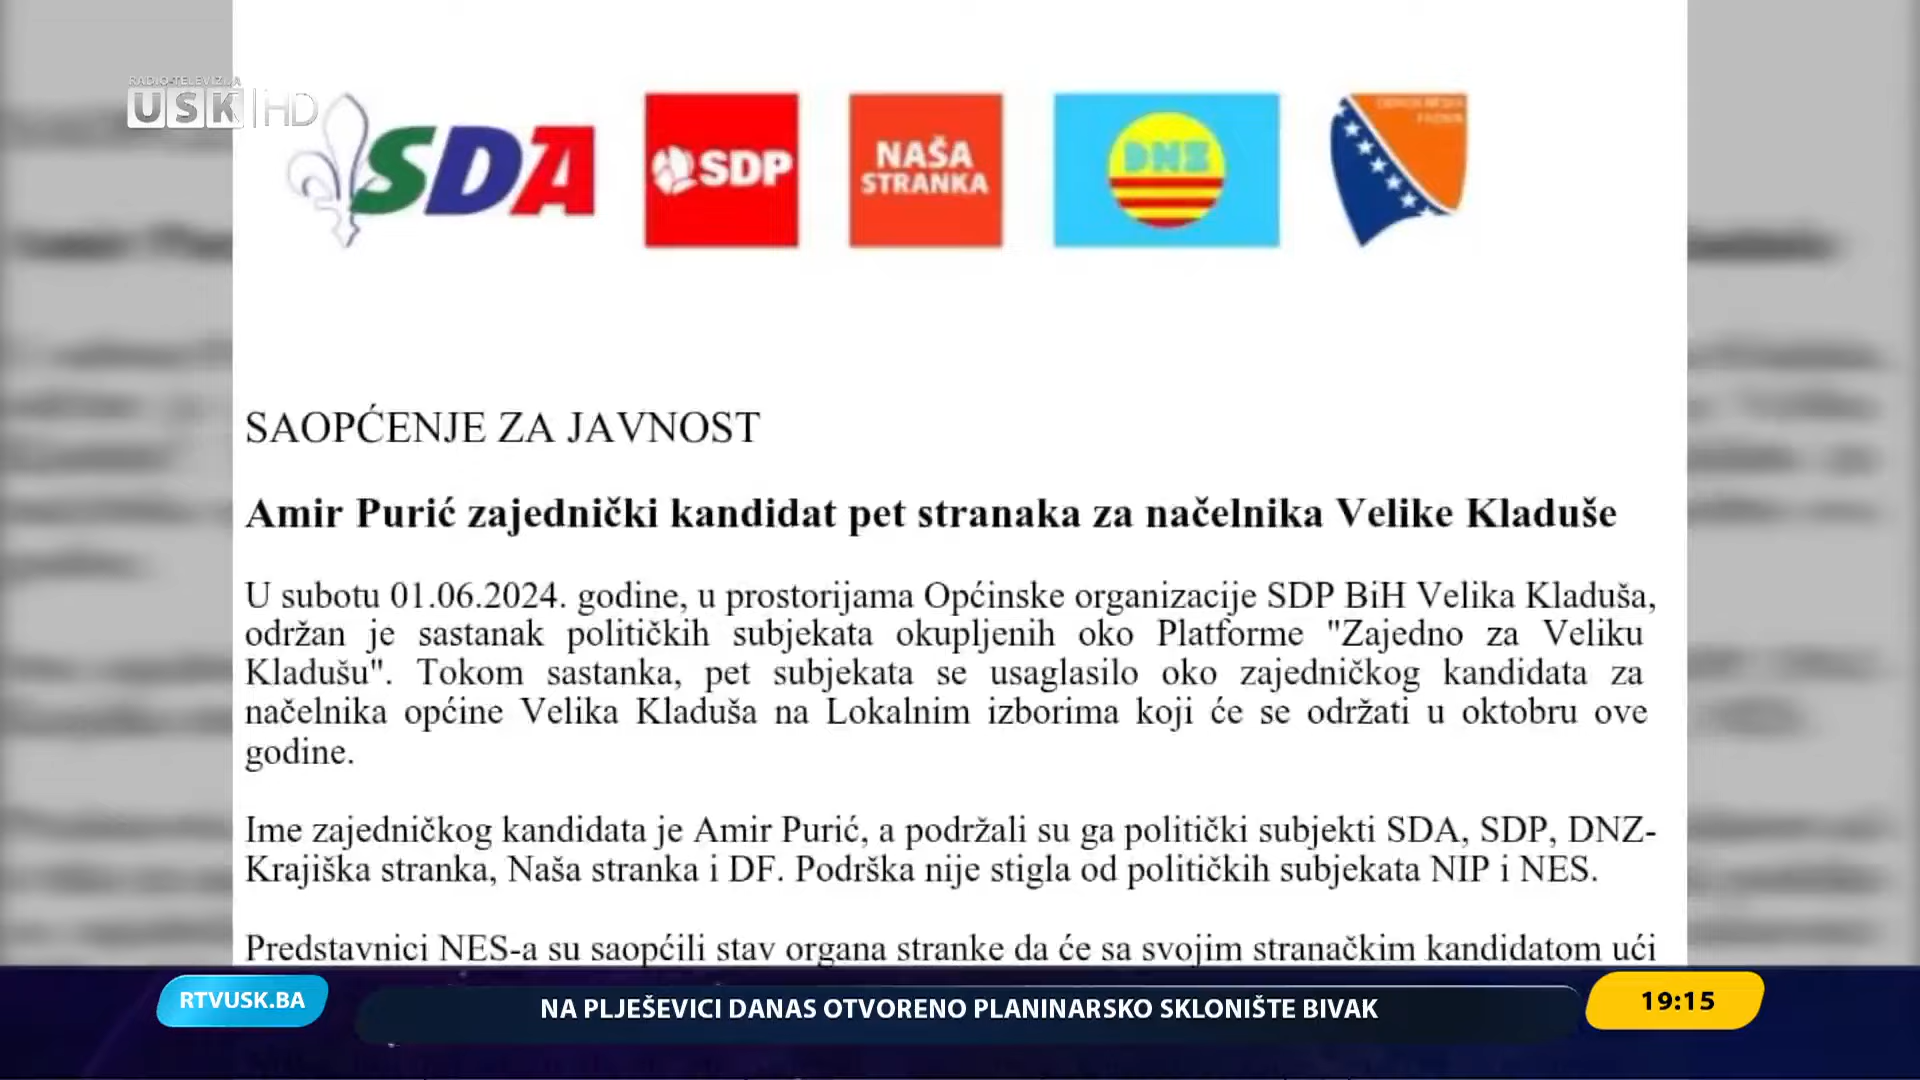 RADIO-TELEVIZIJA
USK HD
SDA
SDP
NAŠA
STRANKA
DNZ
SAOPĆENJE ZA JAVNOST
Amir Purić zajednički kandidat pet stranaka za načelnika Velike Kladuše
U subotu 01.06.2024. godine, u prostorijama Općinske organizacije SDP BiH Velika Kladuša,
održan je sastanak političkih subjekata okupljenih oko Platforme "Zajedno za Veliku
Kladušu". Tokom sastanka, pet subjekata se usaglasilo oko zajedničkog kandidata za
načelnika općine Velika Kladuša na Lokalnim izborima koji će se održati u oktobru ove
godine.
Ime zajedničkog kandidata je Amir Purić, a podržali su ga politički subjekti SDA, SDP, DNZ-
Krajiška stranka, Naša stranka i DF. Podrška nije stigla od političkih subjekata NIP i NES.
Predstavnici NES-a su saopćili stav organa stranke da će sa svojim stranačkim kandidatom ući
RTVUSK.BA
NA PLJEŠEVICI DANAS OTVORENO PLANINARSKO SKLONIŠTE BIVAK
19:15